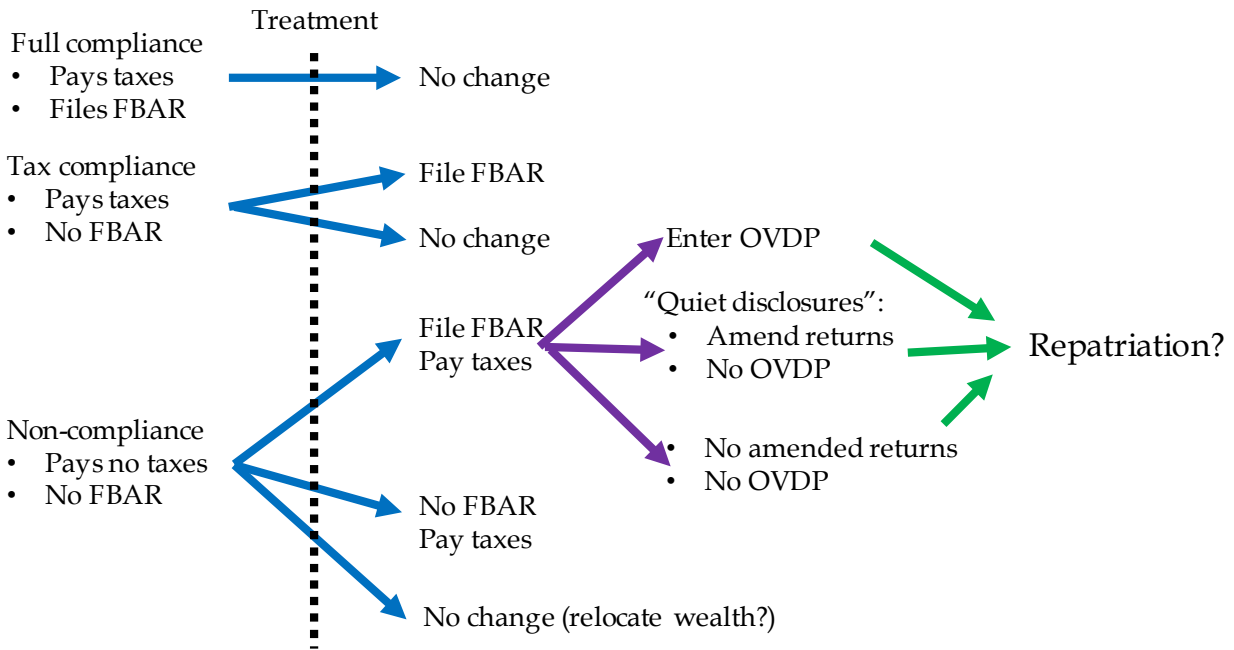 Treatment
Full compliance
• Pays taxes
• Files FBAR
No change
Tax compliance
• Pays taxes
• No FBAR
File FBAR
No change
Non-compliance
• Pays no taxes
• No FBAR
File FBAR
Pay taxes
No FBAR
Pay taxes
No change (relocate wealth?)
Enter OVDP
“Quiet disclosures”:
• Amend returns
• No OVDP
• No amended returns
• No OVDP
Repatriation?